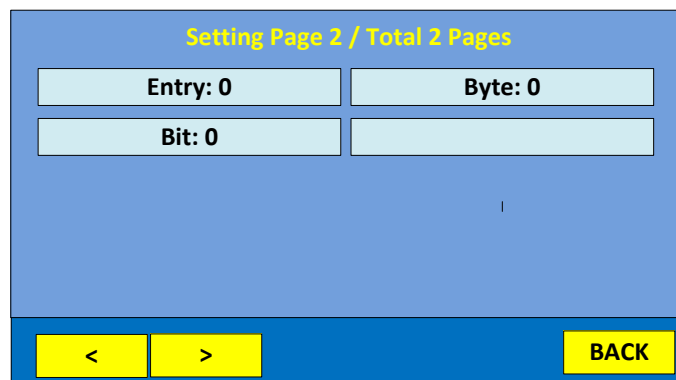 Setting Page 2 / Total 2 Pages
Entry: 0
Byte: 0
Bit: 0
<
>
BACK